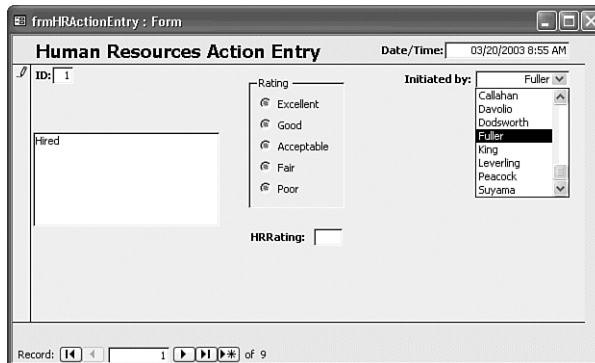 frmHRActionEntry : Form
Human Resources Action Entry
Date/Time: 03/20/2003 8:55 AM
ID: 1
Rating
Excellent
Good
Acceptable
Fair
Poor
Initiated by: Fuller
Callahan
Davolio
Dodsworth
Fuller
King
Leverling
Peacock
Suyama
Hired
HRRating:
Record: 1 of 9